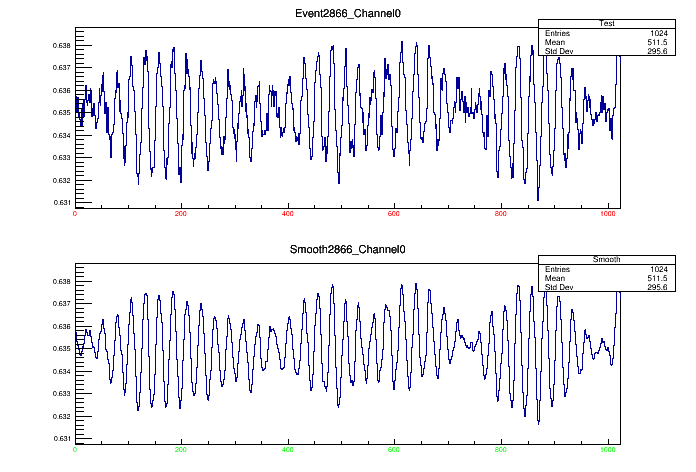 Event2866_Channel0
Test
Entries 1024
Mean 511.5
Std Dev 295.6
0.638
0.637
0.636
0.635
0.634
0.633
0.632
0.631
0 200 400 600 800 1000
Smooth2866_Channel0
Smooth
Entries 1024
Mean 511.5
Std Dev 295.6
0.638
0.637
0.636
0.635
0.634
0.633
0.632
0.631
0 200 400 600 800 1000